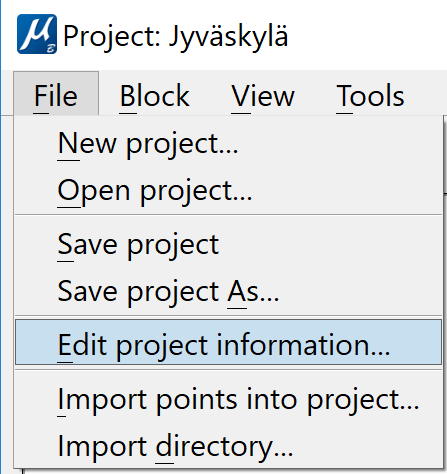 µ B Project: Jyväskylä
File Block View Tools
New project...
Open project...
Save project
Save project As...
Edit project information...
Import points into project...
Import directory...